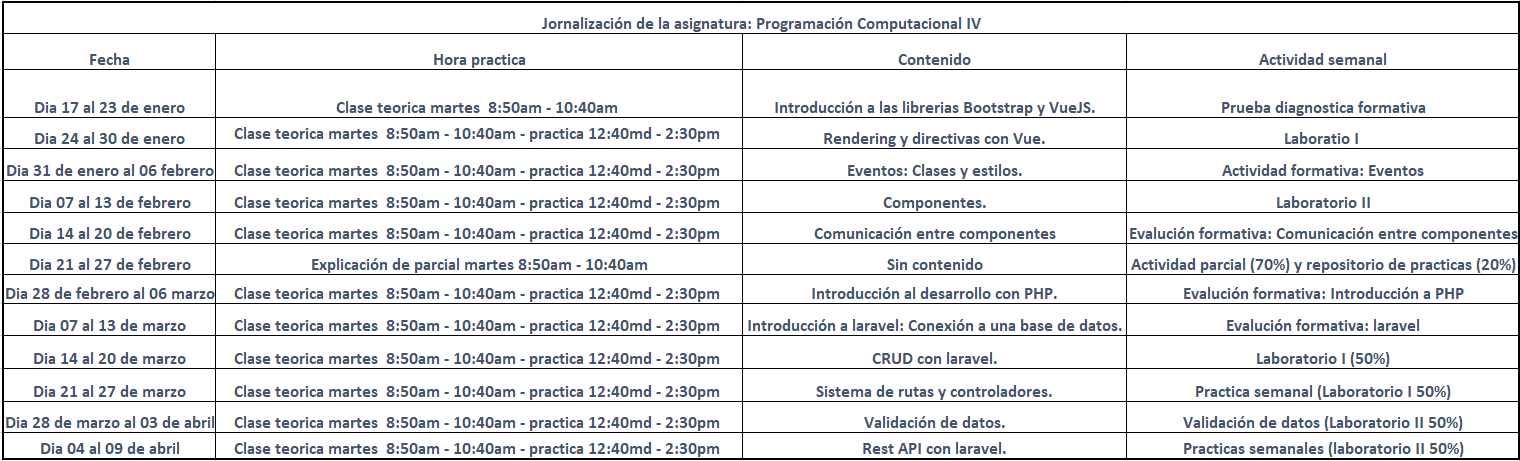 Jornalización de la asignatura: Programación Computacional IV
Fecha Hora practica Contenido Actividad semanal
Dia 17 al 23 de enero Clase teorica martes 8:50am - 10:40am Introducción a las librerias Bootstrap y VueJS. Prueba diagnostica formativa
Dia 24 al 30 de enero Clase teorica martes 8:50am - 10:40am - practica 12:40md - 2:30pm Rendering y directivas con Vue. Laboratio I
Dia 31 de enero al 06 febrero Clase teorica martes 8:50am - 10:40am - practica 12:40md - 2:30pm Eventos: Clases y estilos. Actividad formativa: Eventos
Dia 07 al 13 de febrero Clase teorica martes 8:50am - 10:40am - practica 12:40md - 2:30pm Componentes. Laboratorio II
Dia 14 al 20 de febrero Clase teorica martes 8:50am - 10:40am - practica 12:40md - 2:30pm Comunicación entre componentes Evalución formativa: Comunicación entre componentes
Dia 21 al 27 de febrero Explicación de parcial martes 8:50am - 10:40am Sin contenido Actividad parcial (70%) y repositorio de practicas (20%)
Dia 28 de febrero al 06 marzo Clase teorica martes 8:50am - 10:40am - practica 12:40md - 2:30pm Introducción al desarrollo con PHP. Evalución formativa: Introducción a PHP
Dia 07 al 13 de marzo Clase teorica martes 8:50am - 10:40am - practica 12:40md - 2:30pm Introducción a laravel: Conexión a una base de datos. Evalución formativa: laravel
Dia 14 al 20 de marzo Clase teorica martes 8:50am - 10:40am - practica 12:40md - 2:30pm CRUD con laravel. Laboratorio I (50%)
Dia 21 al 27 de marzo Clase teorica martes 8:50am - 10:40am - practica 12:40md - 2:30pm Sistema de rutas y controladores. Practica semanal (Laboratorio I 50%)
Dia 28 de marzo al 03 de abril Clase teorica martes 8:50am - 10:40am - practica 12:40md - 2:30pm Validación de datos. Validación de datos (Laboratorio II 50%)
Dia 04 al 09 de abril Clase teorica martes 8:50am - 10:40am - practica 12:40md - 2:30pm Rest API con laravel. Practicas semanales (laboratorio II 50%)